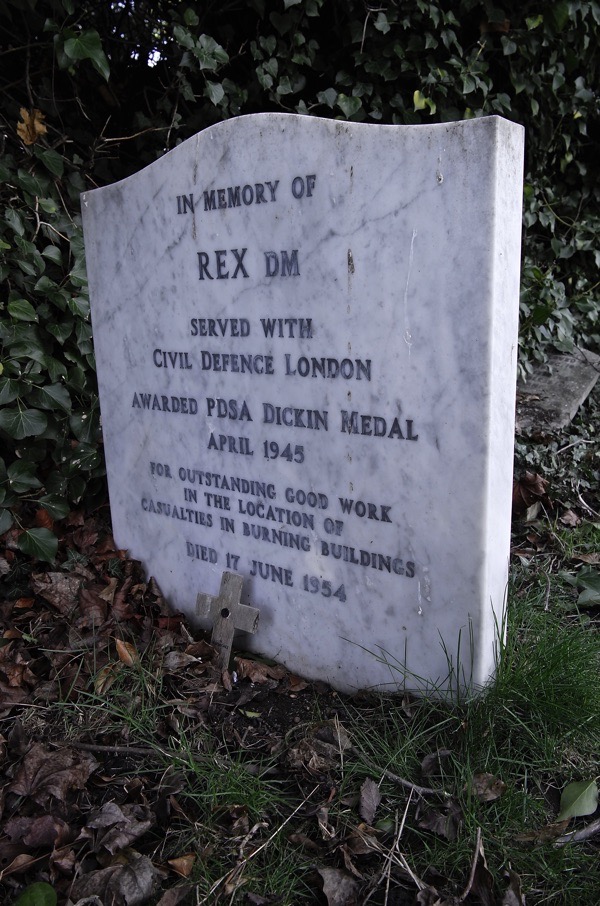 IN MEMORY OF
REX DM
SERVED WITH
CIVIL DEFENCE LONDON
AWARDED PDSA DICKIN MEDAL
APRIL 1945
FOR OUTSTANDING GOOD WORK
IN THE LOCATION OF
CASUALTIES IN BURNING BUILDINGS
DIED 17 JUNE 1954